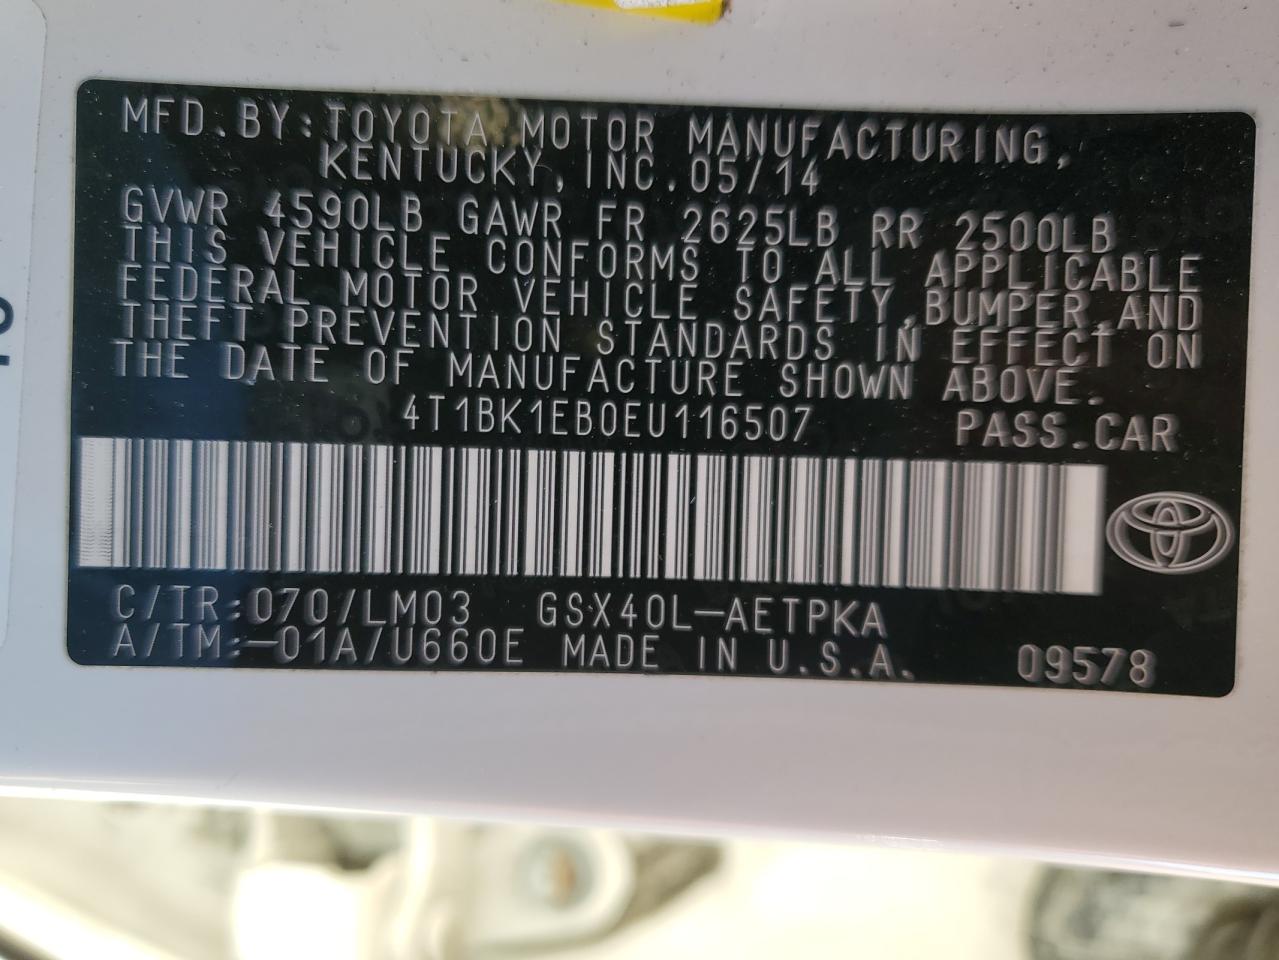 MFD.BY:TOYOTA MOTOR MANUFACTURING,
KENTUCKY,INC.05/14
GVWR 4590LB GAWR FR 2625LB RR 2500LB
THIS VEHICLE CONFORMS TO ALL APPLICABLE
FEDERAL MOTOR VEHICLE SAFETY,BUMPER,AND
THEFT PREVENTION STANDARDS IN EFFECT ON
THE DATE OF MANUFACTURE SHOWN ABOVE.
4T1BK1EB0EU116507 PASS.CAR
C/TR:070/LM03 GSX40L-AETPKA
A/TM:-01A/U660E MADE IN U.S.A. 09578